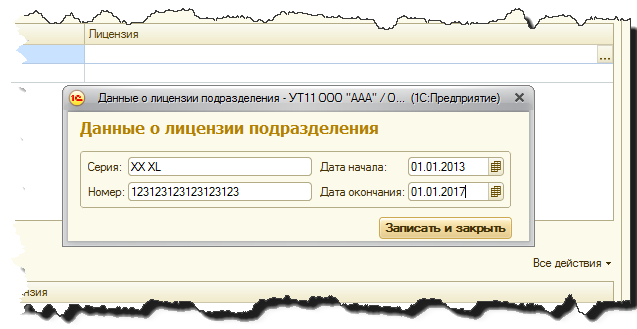 Лицензия
...
1С Данные о лицензии подразделения - УТ11 ООО "ААА" / О... (1С:Предприятие)
Данные о лицензии подразделения
Серия: XX XL Дата начала: 01.01.2013
Номер: 123123123123123123 Дата окончания: 01.01.2017
Записать и закрыть
Все действия
нзия